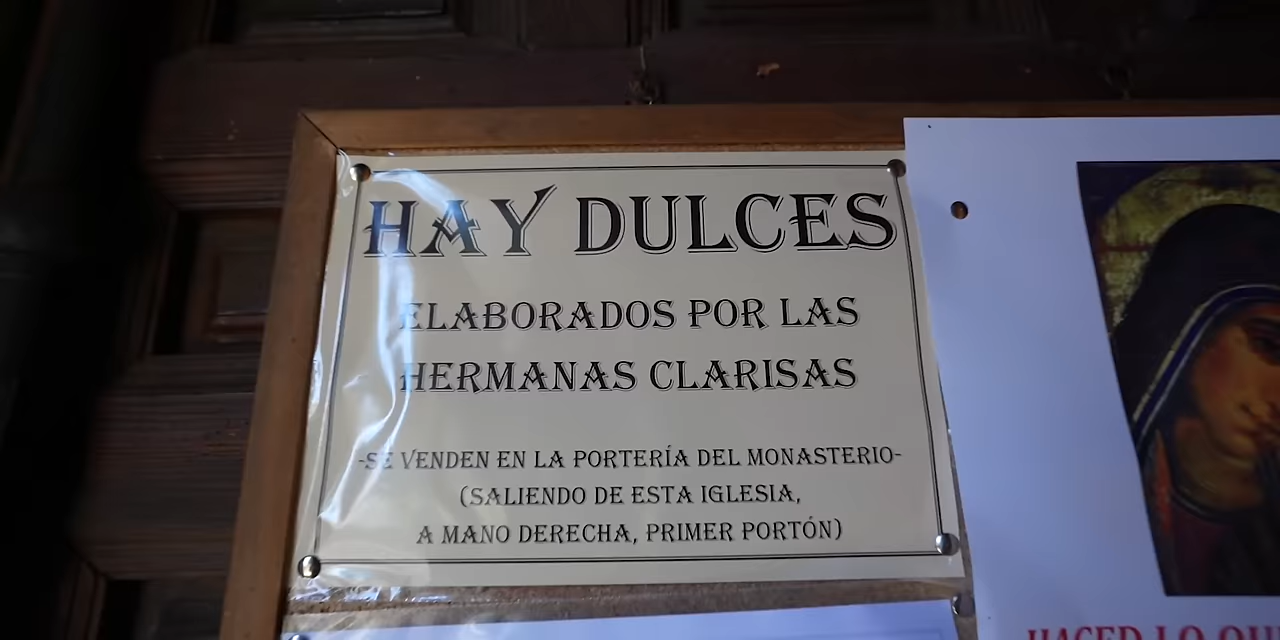 HAY DULCES
ELABORADOS POR LAS
HERMANAS CLARISAS
-SE VENDEN EN LA PORTERÍA DEL MONASTERIO-
(SALIENDO DE ESTA IGLESIA,
A MANO DERECHA, PRIMER PORTÓN)
HACED LO